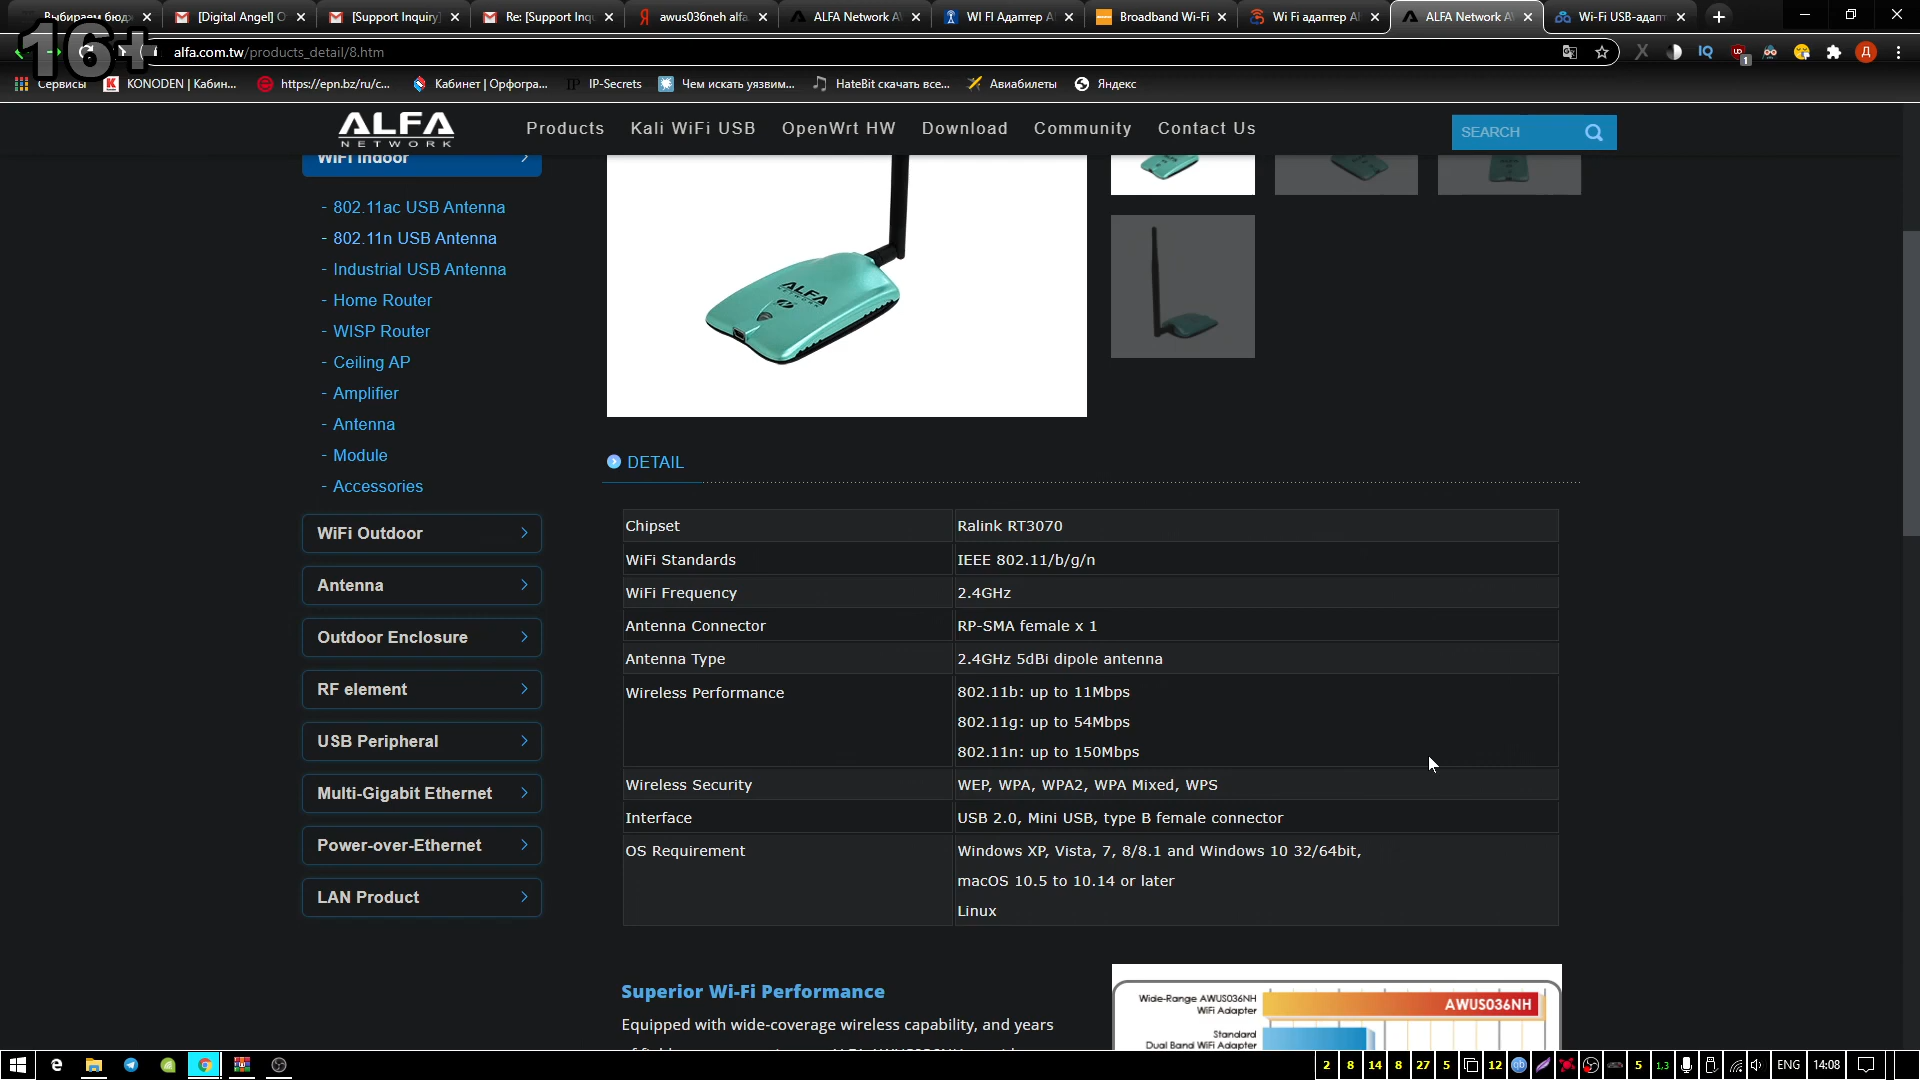 Выбираем бюдж
[Digital Angel] О
[Support Inquiry]
Re: [Support Inqu
awus036neh alfa
ALFA Network A
WI FI Адаптер Al
Broadband Wi-Fi
Wi Fi адаптер Al
ALFA Network A
Wi-Fi USB-адапт
16+
alfa.com.tw/products_detail/8.htm
Сервисы
KONODEN | Кабин...
https://epn.bz/ru/c...
Кабинет | Орфогра...
IP-Secrets
Чем искать уязвим...
HateBit скачать все...
Авиабилеты
Яндекс
ALFA
NETWORK
Products
Kali WiFi USB
OpenWrt HW
Download
Community
Contact Us
SEARCH
WiFi Indoor
- 802.11ac USB Antenna
- 802.11n USB Antenna
- Industrial USB Antenna
- Home Router
- WISP Router
- Ceiling AP
- Amplifier
- Antenna
- Module
- Accessories
WiFi Outdoor
Antenna
Outdoor Enclosure
RF element
USB Peripheral
Multi-Gigabit Ethernet
Power-over-Ethernet
LAN Product
ALFA
NETWORK
DETAIL
Chipset
Ralink RT3070
WiFi Standards
IEEE 802.11/b/g/n
WiFi Frequency
2.4GHz
Antenna Connector
RP-SMA female x 1
Antenna Type
2.4GHz 5dBi dipole antenna
Wireless Performance
802.11b: up to 11Mbps
802.11g: up to 54Mbps
802.11n: up to 150Mbps
Wireless Security
WEP, WPA, WPA2, WPA Mixed, WPS
Interface
USB 2.0, Mini USB, type B female connector
OS Requirement
Windows XP, Vista, 7, 8/8.1 and Windows 10 32/64bit,
macOS 10.5 to 10.14 or later
Linux
Superior Wi-Fi Performance
Equipped with wide-coverage wireless capability, and years
Wide-Range AWUS036NH
WiFi Adapter
AWUS036NH
Standard
Dual Band WiFi Adapter
2 8 14 8 27 5 12 5 1,3 ENG 14:08